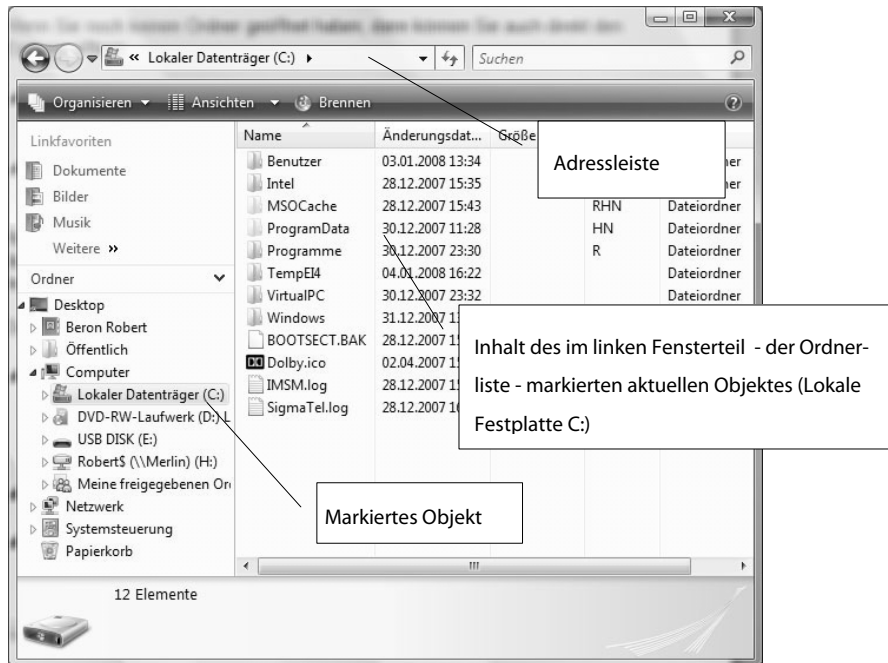 « Lokaler Datenträger (C:)
Suchen
Organisieren Ansichten Brennen
Linkfavoriten
Dokumente
Bilder
Musik
Weitere »
Ordner
Desktop
Beron Robert
Öffentlich
Computer
Lokaler Datenträger (C:)
DVD-RW-Laufwerk (D:) L
USB DISK (E:)
Robert$ (\\Merlin) (H:)
Meine freigegebenen Or
Netzwerk
Systemsteuerung
Papierkorb
Name Änderungsdat... Größe
Benutzer 03.01.2008 13:34
Intel 28.12.2007 15:35
MSOCache 28.12.2007 15:43 RHN Dateiordner
ProgramData 30.12.2007 11:28 HN Dateiordner
Programme 30.12.2007 23:30 R Dateiordner
TempEI4 04.01.2008 16:22 Dateiordner
VirtualPC 30.12.2007 23:32 Dateiordner
Windows 31.12.2007
BOOTSECT.BAK 28.12.2007
Dolby.ico 02.04.2007
IMSM.log 28.12.2007
SigmaTel.log 28.12.2007
Adressleiste
Inhalt des im linken Fensterteil - der Ordner-
liste - markierten aktuellen Objektes (Lokale
Festplatte C:)
Markiertes Objekt
12 Elemente